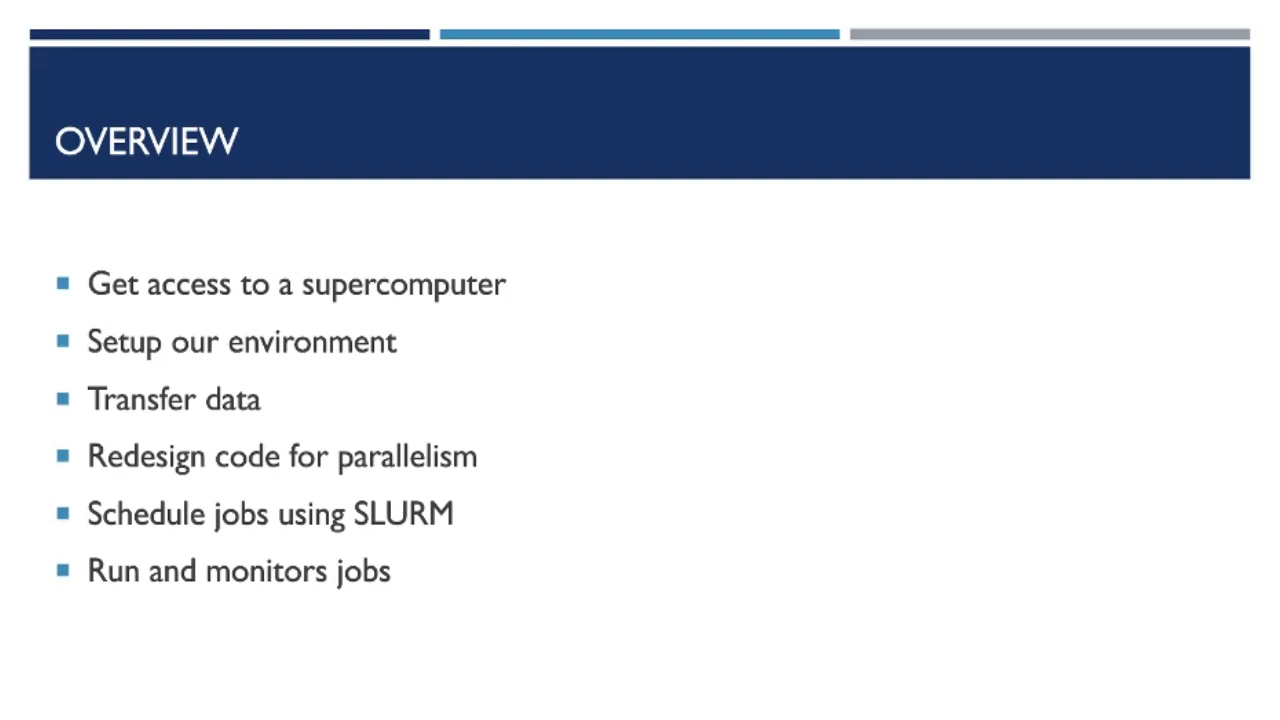 OVERVIEW
Get access to a supercomputer
Setup our environment
Transfer data
Redesign code for parallelism
Schedule jobs using SLURM
Run and monitors jobs